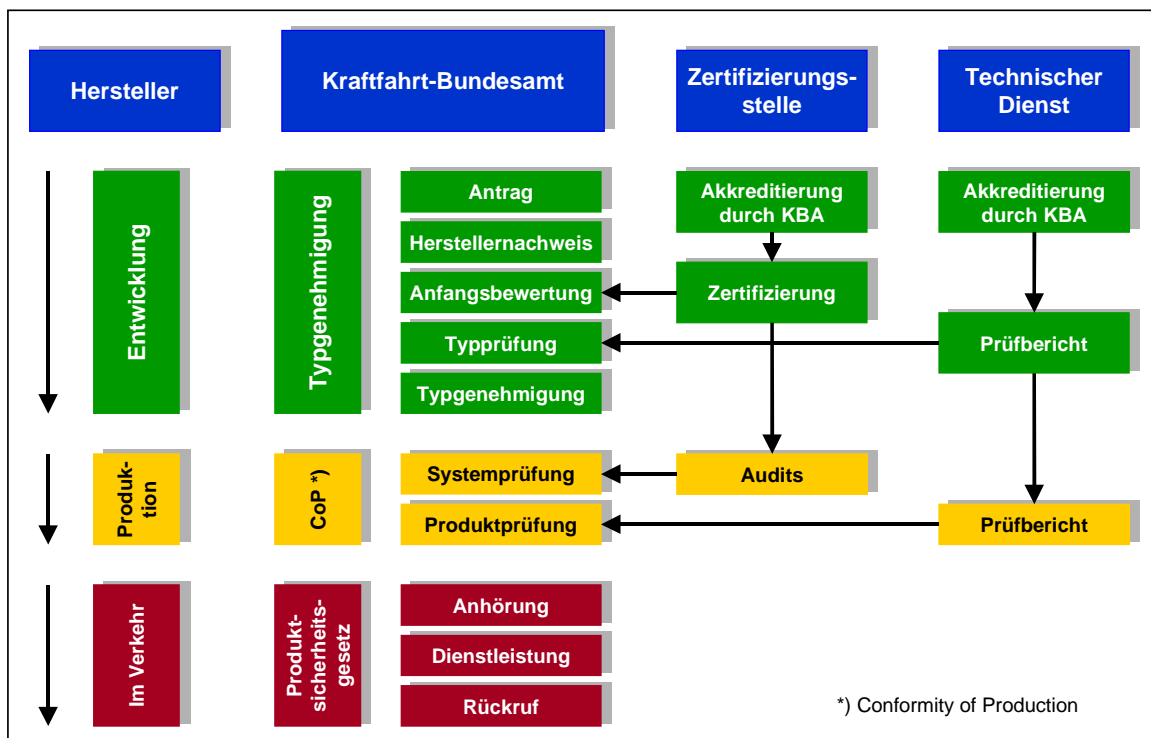 Hersteller
Kraftfahrt-Bundesamt
Zertifizierungs-
stelle
Technischer
Dienst
Entwicklung
Typgenehmigung
Antrag
Herstellernachweis
Anfangsbewertung
Typprüfung
Typgenehmigung
Akkreditierung
durch KBA
Zertifizierung
Akkreditierung
durch KBA
Prüfbericht
Produk-
tion
CoP *)
Systemprüfung
Produktprüfung
Audits
Prüfbericht
Im Verkehr
Produkt-
sicherheits-
gesetz
Anhörung
Dienstleistung
Rückruf
*) Conformity of Production